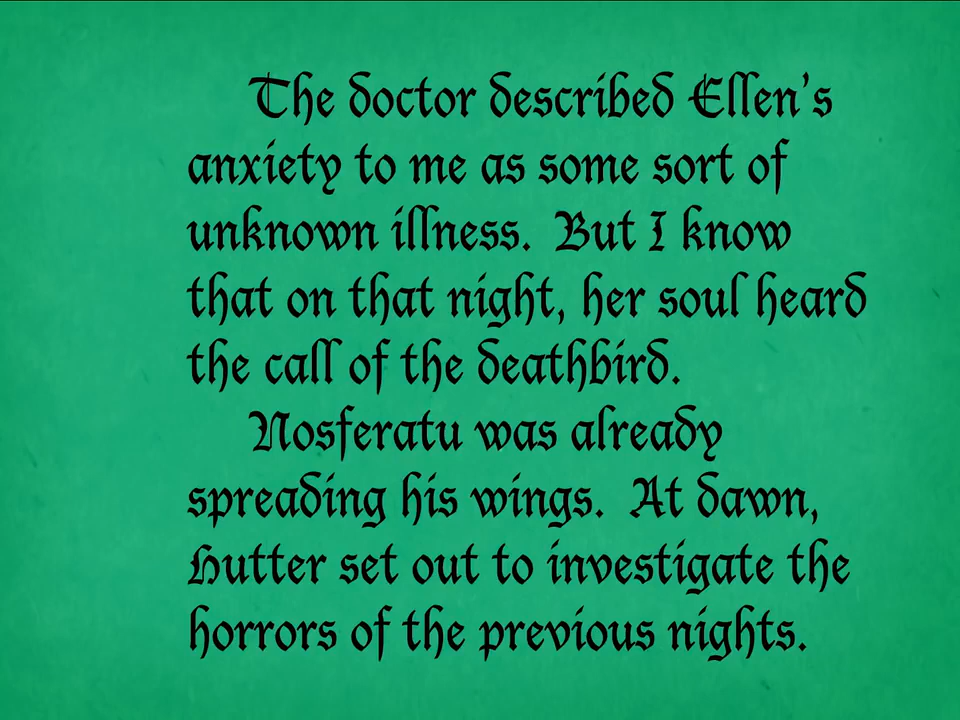 The doctor described Ellen's
anxiety to me as some sort of
unknown illness. But I know
that on that night, her soul heard
the call of the deathbird.
Nosferatu was already
spreading his wings. At dawn,
Hutter set out to investigate the
horrors of the previous nights.